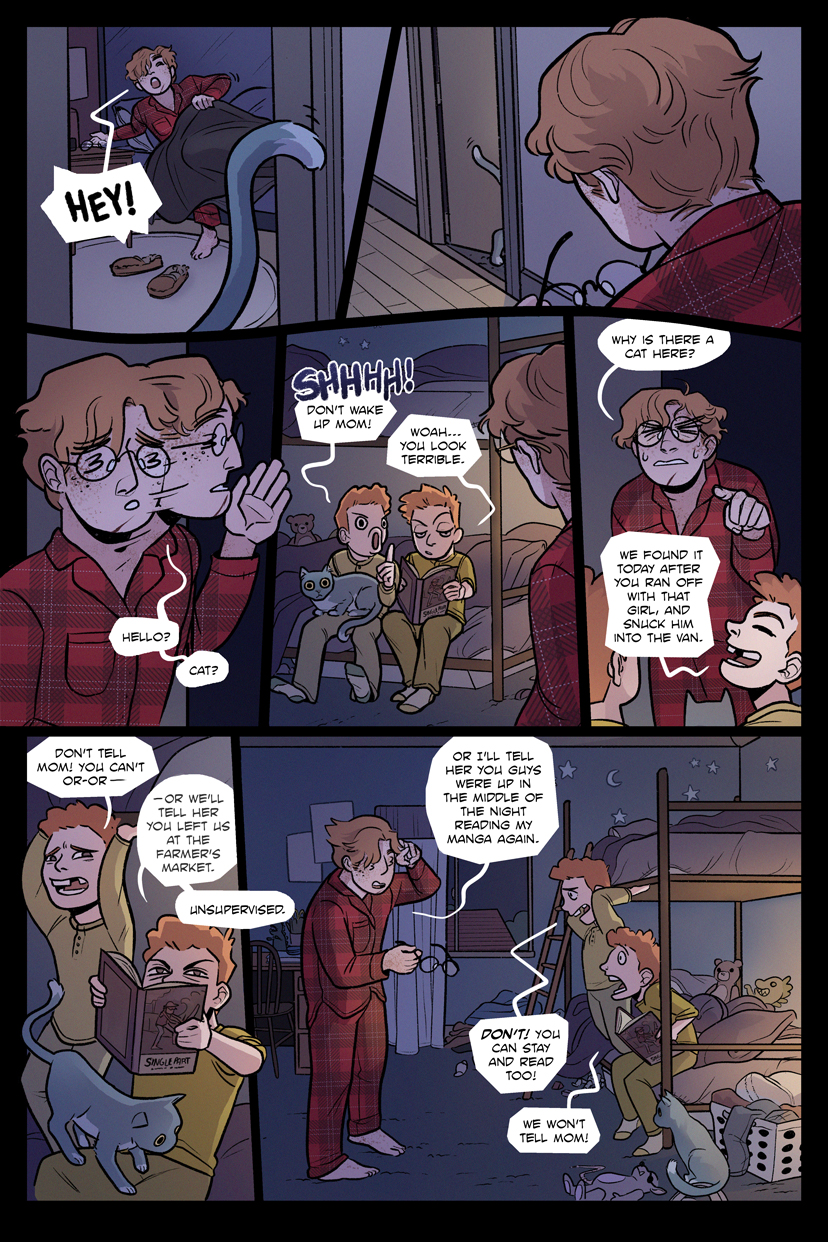 HEY!
HELLO?
CAT?
SHHHH!
DON'T WAKE
UP MOM!
WOAH...
YOU LOOK
TERRIBLE.
WHY IS THERE A
CAT HERE?
WE FOUND IT
TODAY AFTER
YOU RAN OFF
WITH THAT
GIRL, AND
SNUCK HIM
INTO THE VAN.
DON'T TELL
MOM! YOU CAN'T
OR-OR—
—OR WE'LL
TELL HER
YOU LEFT US
AT THE
FARMER'S
MARKET.
UNSUPERVISED.
OR I'LL TELL
HER YOU GUYS
WERE UP IN
THE MIDDLE OF
THE NIGHT
READING MY
MANGA AGAIN.
DON'T! YOU
CAN STAY
AND READ
TOO!
WE WON'T
TELL MOM!